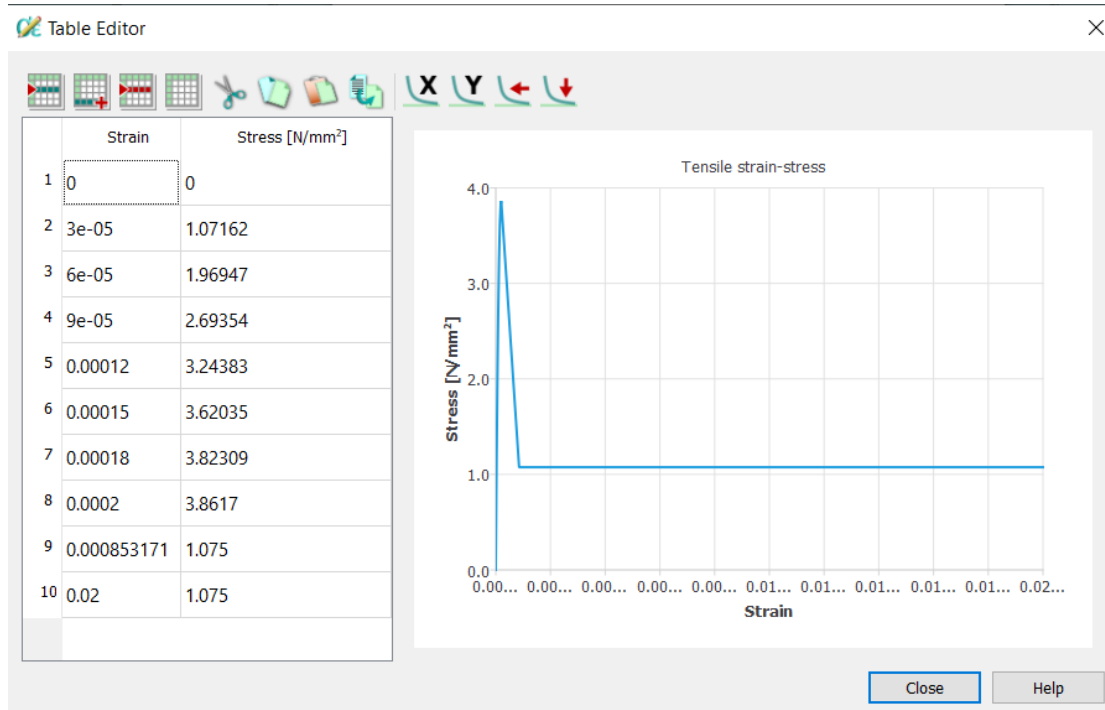 Table Editor
X Y
Strain Stress [N/mm²]
1 0 0
2 3e-05 1.07162
3 6e-05 1.96947
4 9e-05 2.69354
5 0.00012 3.24383
6 0.00015 3.62035
7 0.00018 3.82309
8 0.0002 3.8617
9 0.000853171 1.075
10 0.02 1.075
Tensile strain-stress
4.0
3.0
2.0
1.0
0.0
Stress [N/mm²]
0.00... 0.00... 0.00... 0.00... 0.00... 0.01... 0.01... 0.01... 0.01... 0.01... 0.02...
Strain
Close Help